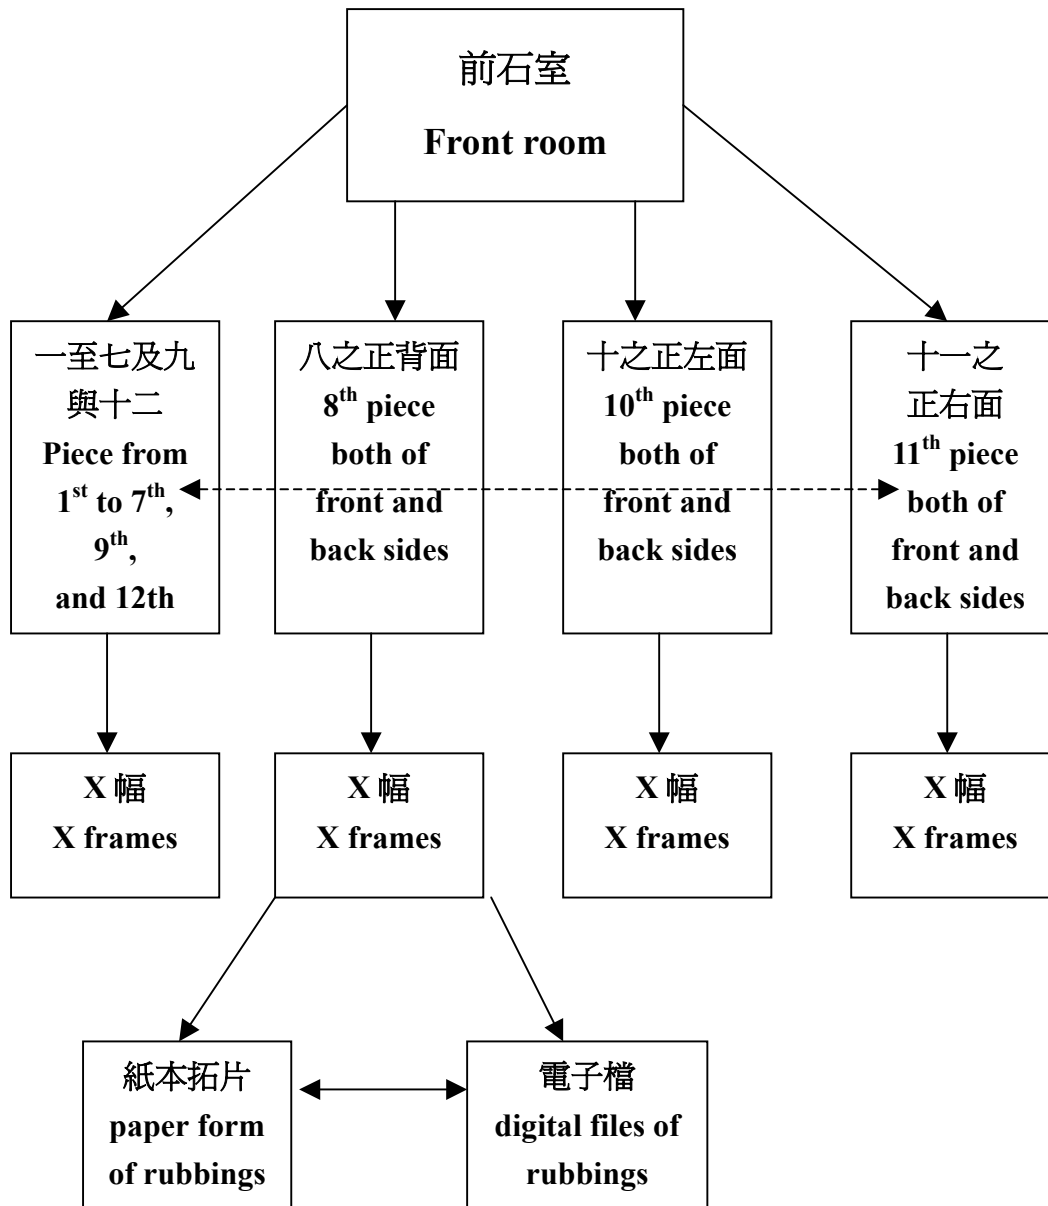 前石室
Front room
一至七及九
與十二
Piece from
1st to 7th,
9th,
and 12th
八之正背面
8th piece
both of
front and
back sides
十之正左面
10th piece
both of
front and
back sides
十一之
正右面
11th piece
both of
front and
back sides
X 幅
X frames
X 幅
X frames
X 幅
X frames
X 幅
X frames
紙本拓片
paper form
of rubbings
電子檔
digital files of
rubbings